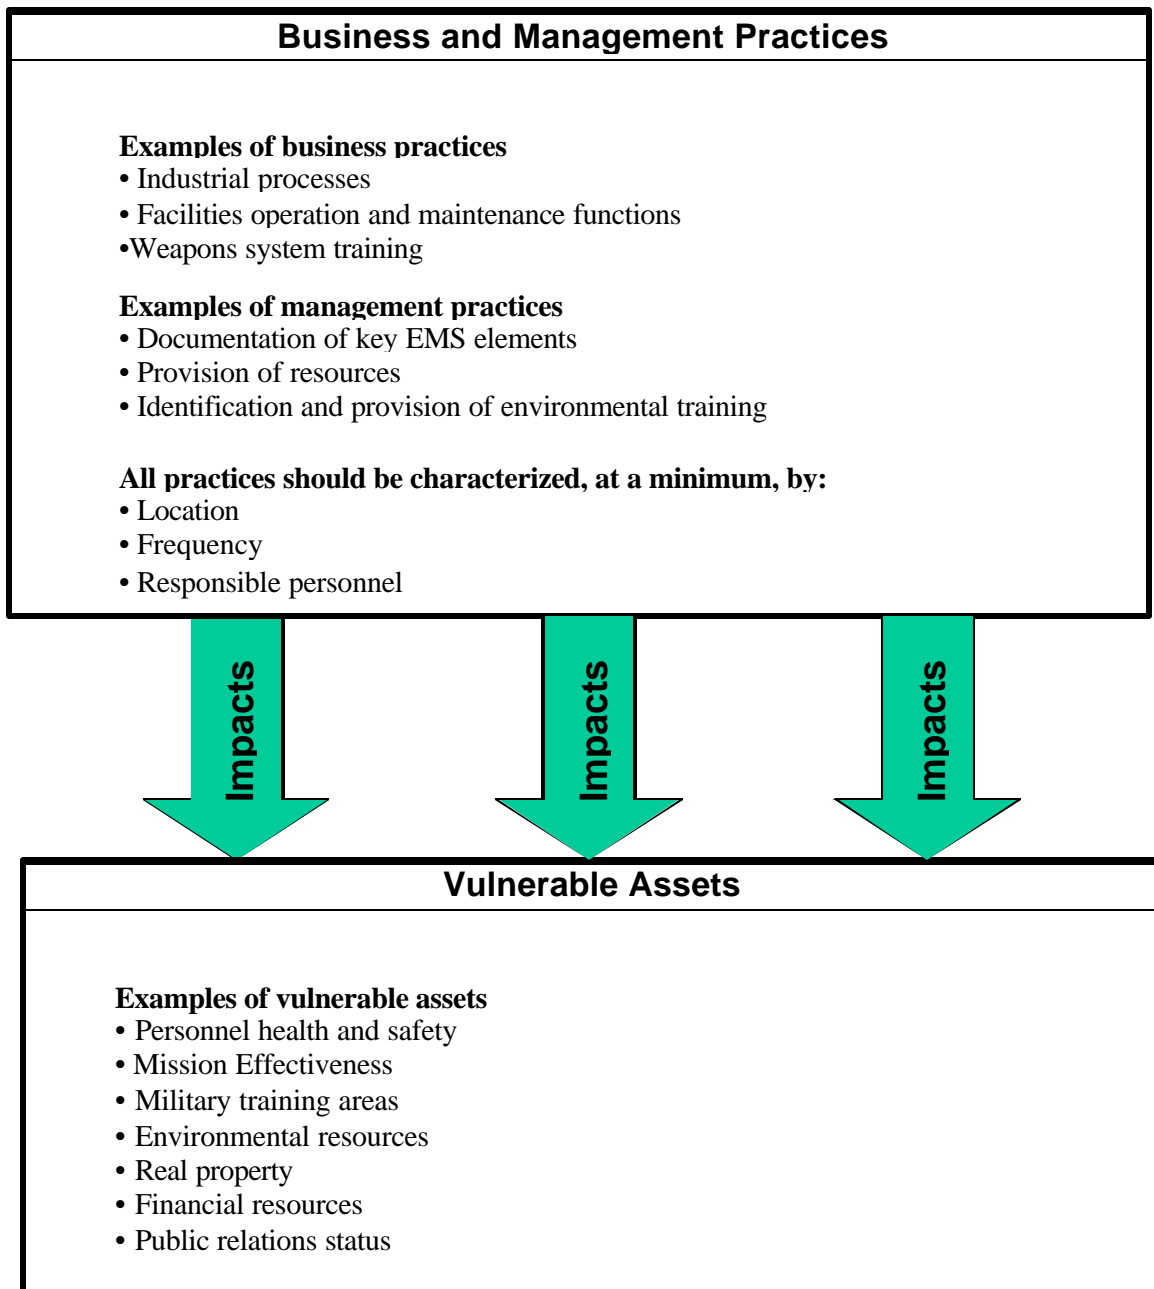 Business and Management Practices
Examples of business practices
• Industrial processes
• Facilities operation and maintenance functions
•Weapons system training
Examples of management practices
• Documentation of key EMS elements
• Provision of resources
• Identification and provision of environmental training
All practices should be characterized, at a minimum, by:
• Location
• Frequency
• Responsible personnel
Impacts
Impacts
Impacts
Vulnerable Assets
Examples of vulnerable assets
• Personnel health and safety
• Mission Effectiveness
• Military training areas
• Environmental resources
• Real property
• Financial resources
• Public relations status